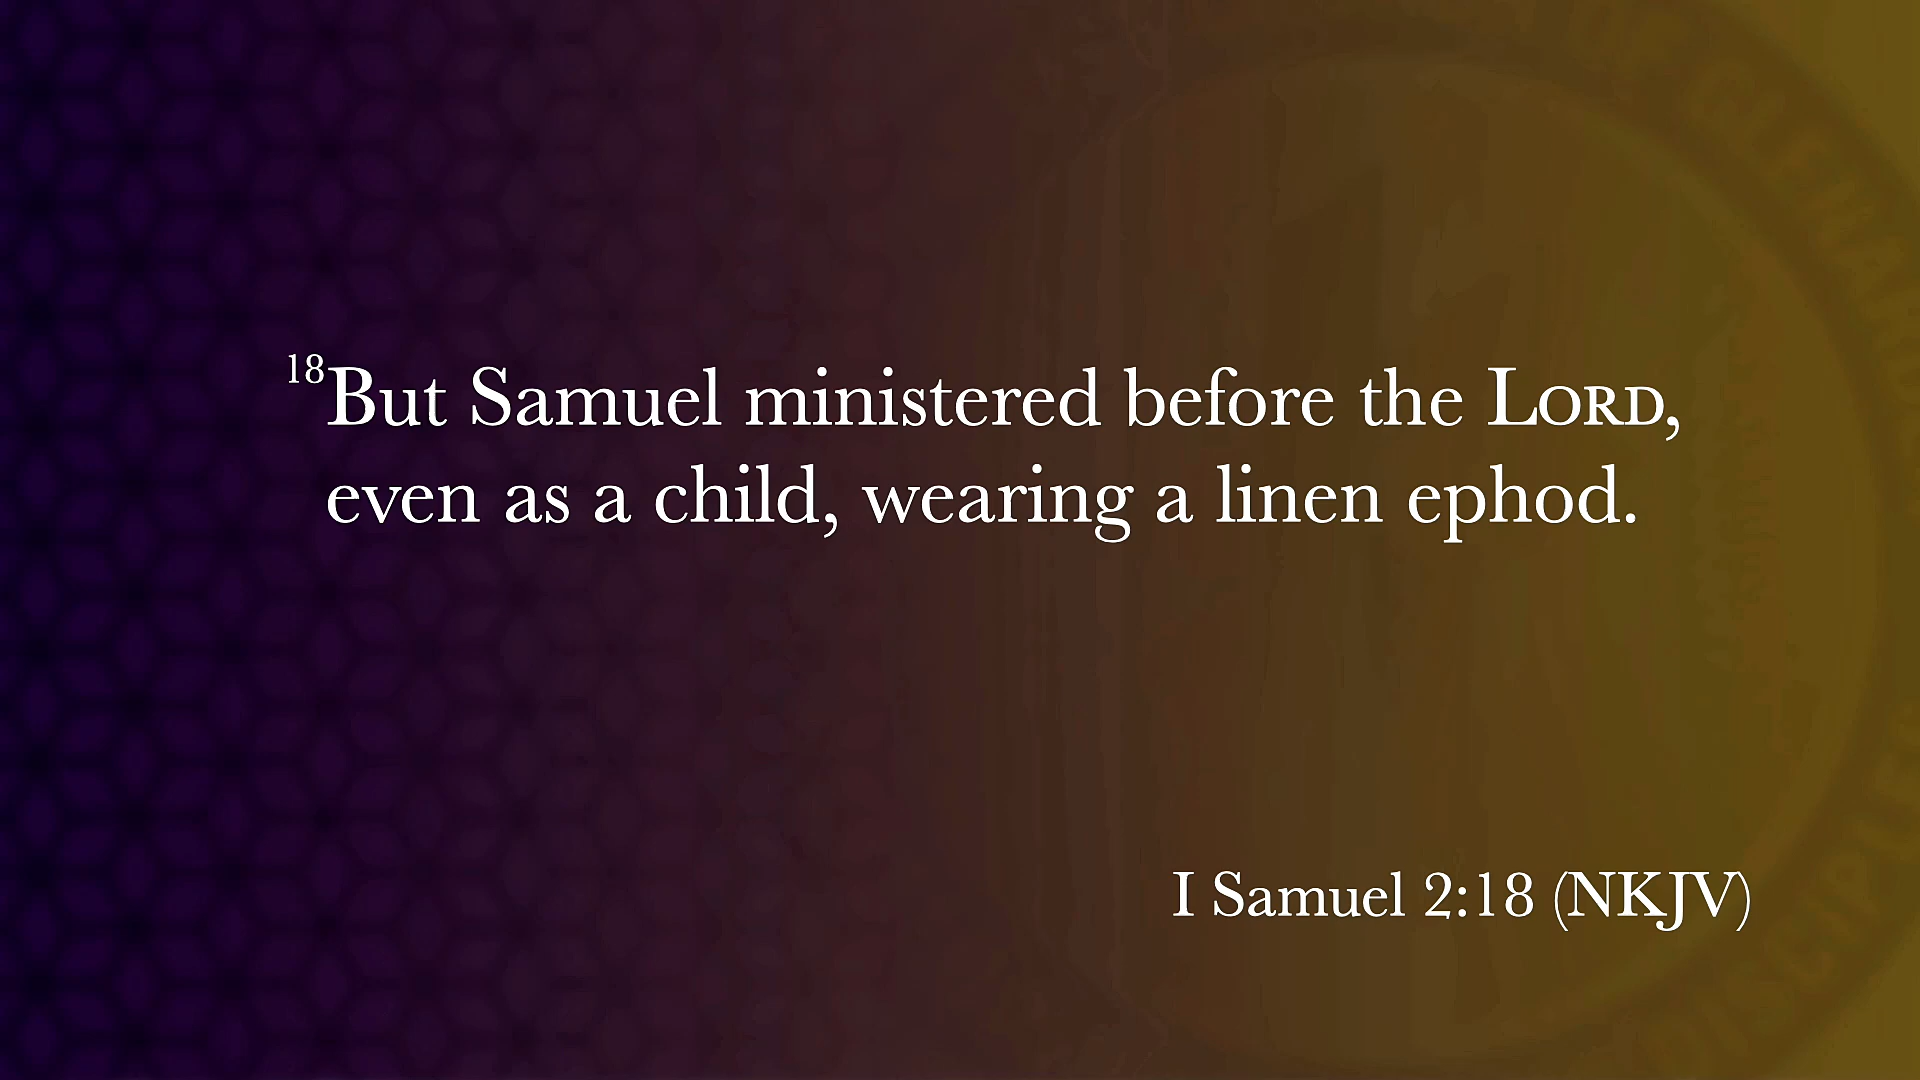 18But Samuel ministered before the LORD,
even as a child, wearing a linen ephod.
I Samuel 2:18 (NKJV)